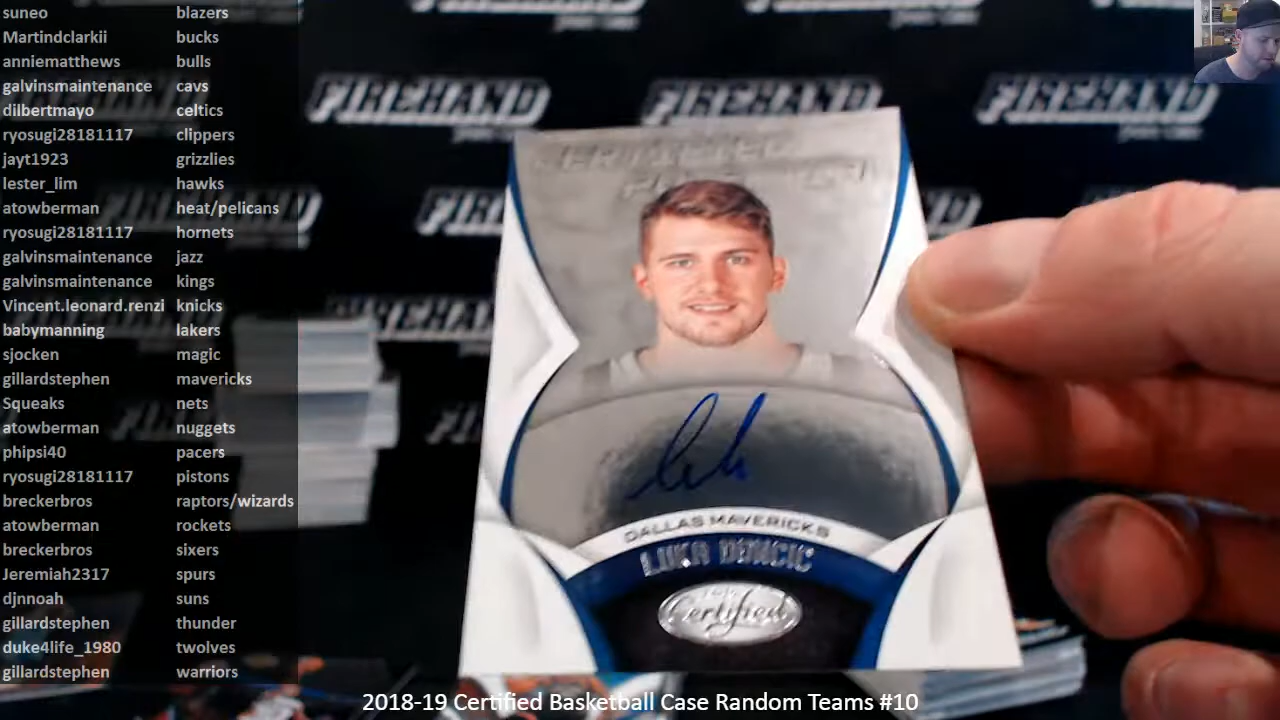 suneo blazers
Martindclarkii bucks
anniematthews bulls
galvinsmaintenance cavs
dilbertmayo celtics
ryosugi28181117 clippers
jayt1923 grizzlies
lester_lim hawks
atowberman heat/pelicans
ryosugi28181117 hornets
galvinsmaintenance jazz
galvinsmaintenance kings
Vincent.leonard.renzi knicks
babymanning lakers
sjocken magic
gillardstephen mavericks
Squeaks nets
atowberman nuggets
phipsi40 pacers
ryosugi28181117 pistons
breckerbros raptors/wizards
atowberman rockets
breckerbros sixers
Jeremiah2317 spurs
djnnoah suns
gillardstephen thunder
duke4life_1980 twolves
gillardstephen warriors
FIREHAND FIREHAND FIREHAND
DALLAS MAVERICKS
LUKA DONCIC
Certified
2018-19 Certified Basketball Case Random Teams #10